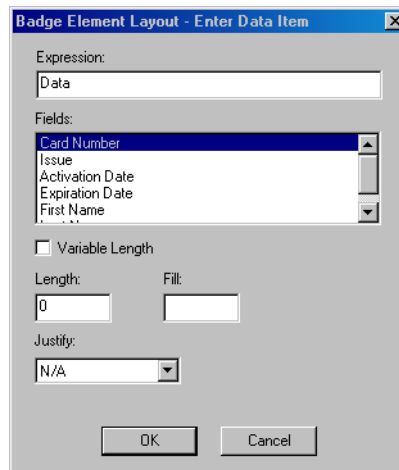 Badge Element Layout - Enter Data Item
Expression:
Data
Fields:
Card Number
Issue
Activation Date
Expiration Date
First Name
Variable Length
Length: Fill:
0
Justify:
N/A
OK Cancel